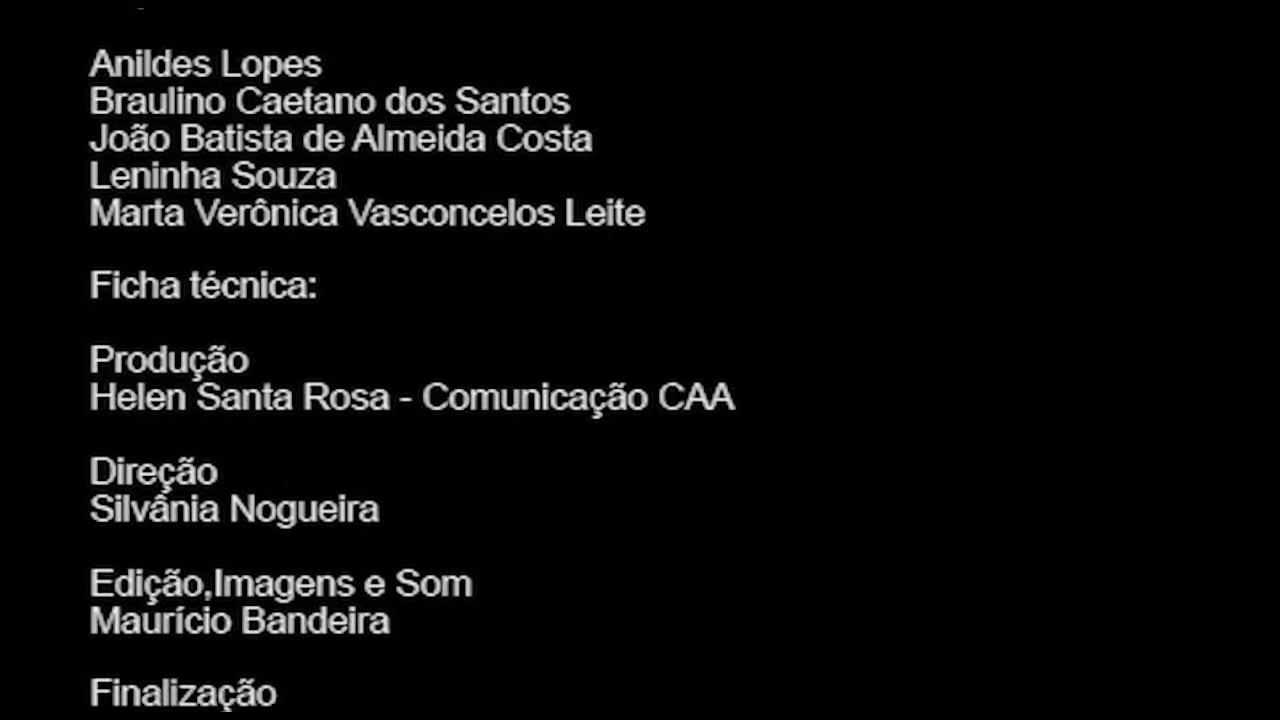 Anildes Lopes
Braulino Caetano dos Santos
João Batista de Almeida Costa
Leninha Souza
Marta Verônica Vasconcelos Leite
Ficha técnica:
Produção
Helen Santa Rosa - Comunicação CAA
Direção
Silvânia Nogueira
Edição,Imagens e Som
Maurício Bandeira
Finalização